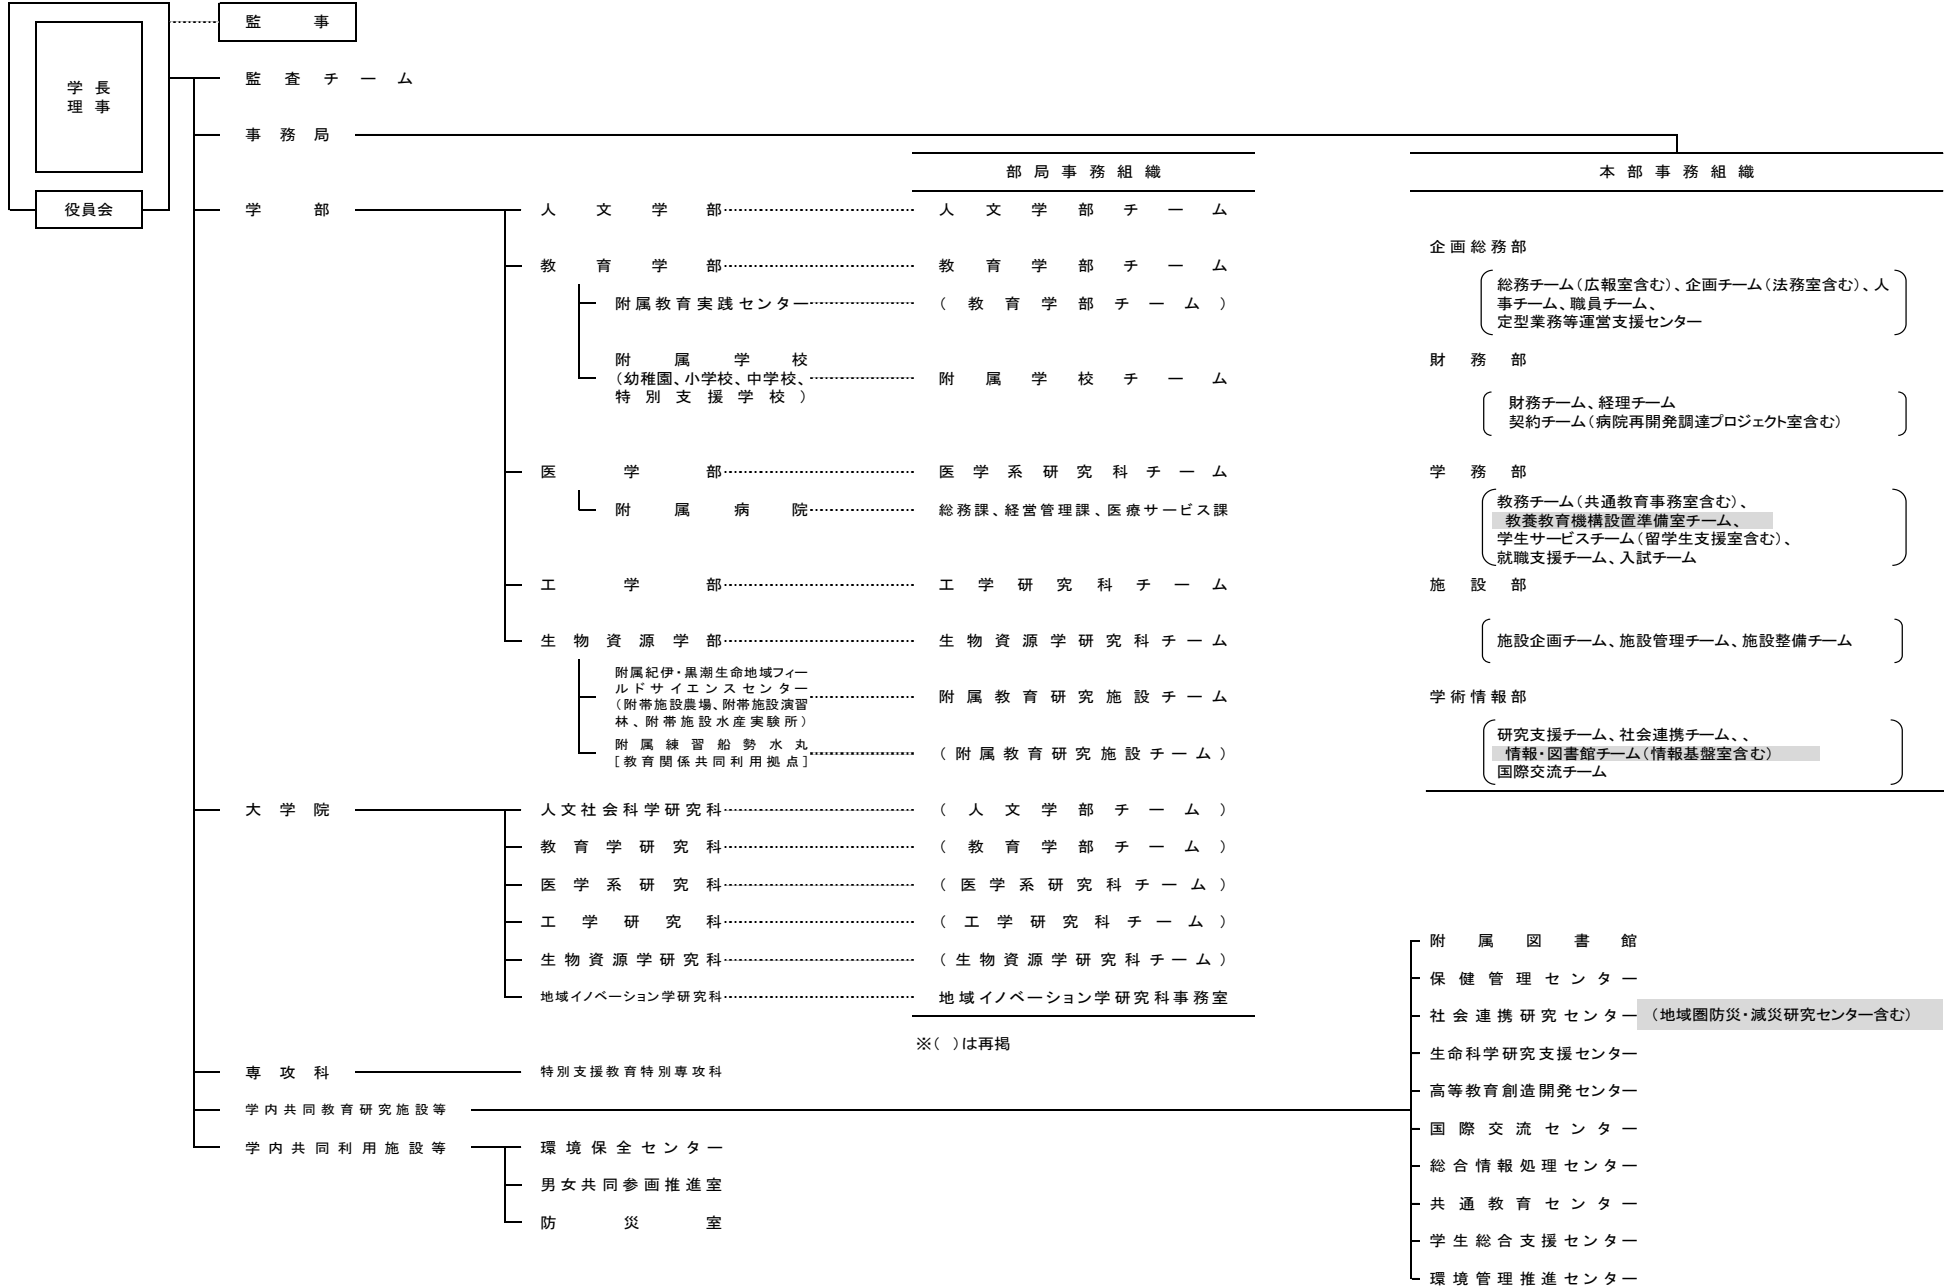 監事
学長
理事
役員会
監査チーム
事務局
部局事務組織
本部事務組織
学部
人文学部
人文学部チーム
教育学部
教育学部チーム
附属教育実践センター
(教育学部チーム)
附属学校
(幼稚園、小学校、中学校、
特別支援学校)
附属学校チーム
医学部
医学系研究科チーム
附属病院
総務課、経営管理課、医療サービス課
工学部
工学研究科チーム
生物資源学部
生物資源学研究科チーム
附属紀伊・黒潮生命地域フィー
ルドサイエンスセンター
(附帯施設農場、附帯施設演習
林、附帯施設水産実験所)
附属教育研究施設チーム
附属練習船勢水丸
[教育関係共同利用拠点]
(附属教育研究施設チーム)
企画総務部
総務チーム(広報室含む)、企画チーム(法務室含む)、人
事チーム、職員チーム、
定型業務等運営支援センター
財務部
財務チーム、経理チーム
契約チーム(病院再開発調達プロジェクト室含む)
学務部
教務チーム(共通教育事務室含む)、
教養教育機構設置準備室チーム、
学生サービスチーム(留学生支援室含む)、
就職支援チーム、入試チーム
施設部
施設企画チーム、施設管理チーム、施設整備チーム
学術情報部
研究支援チーム、社会連携チーム、、
情報・図書館チーム(情報基盤室含む)
国際交流チーム
大学院
人文社会科学研究科
(人文学部チーム)
教育学研究科
(教育学部チーム)
医学系研究科
(医学系研究科チーム)
工学研究科
(工学研究科チーム)
生物資源学研究科
(生物資源学研究科チーム)
地域イノベーション学研究科
地域イノベーション学研究科事務室
※( )は再掲
専攻科
特別支援教育特別専攻科
学内共同教育研究施設等
学内共同利用施設等
環境保全センター
男女共同参画推進室
防災室
附属図書館
保健管理センター
社会連携研究センター
(地域圏防災・減災研究センター含む)
生命科学研究支援センター
高等教育創造開発センター
国際交流センター
総合情報処理センター
共通教育センター
学生総合支援センター
環境管理推進センター